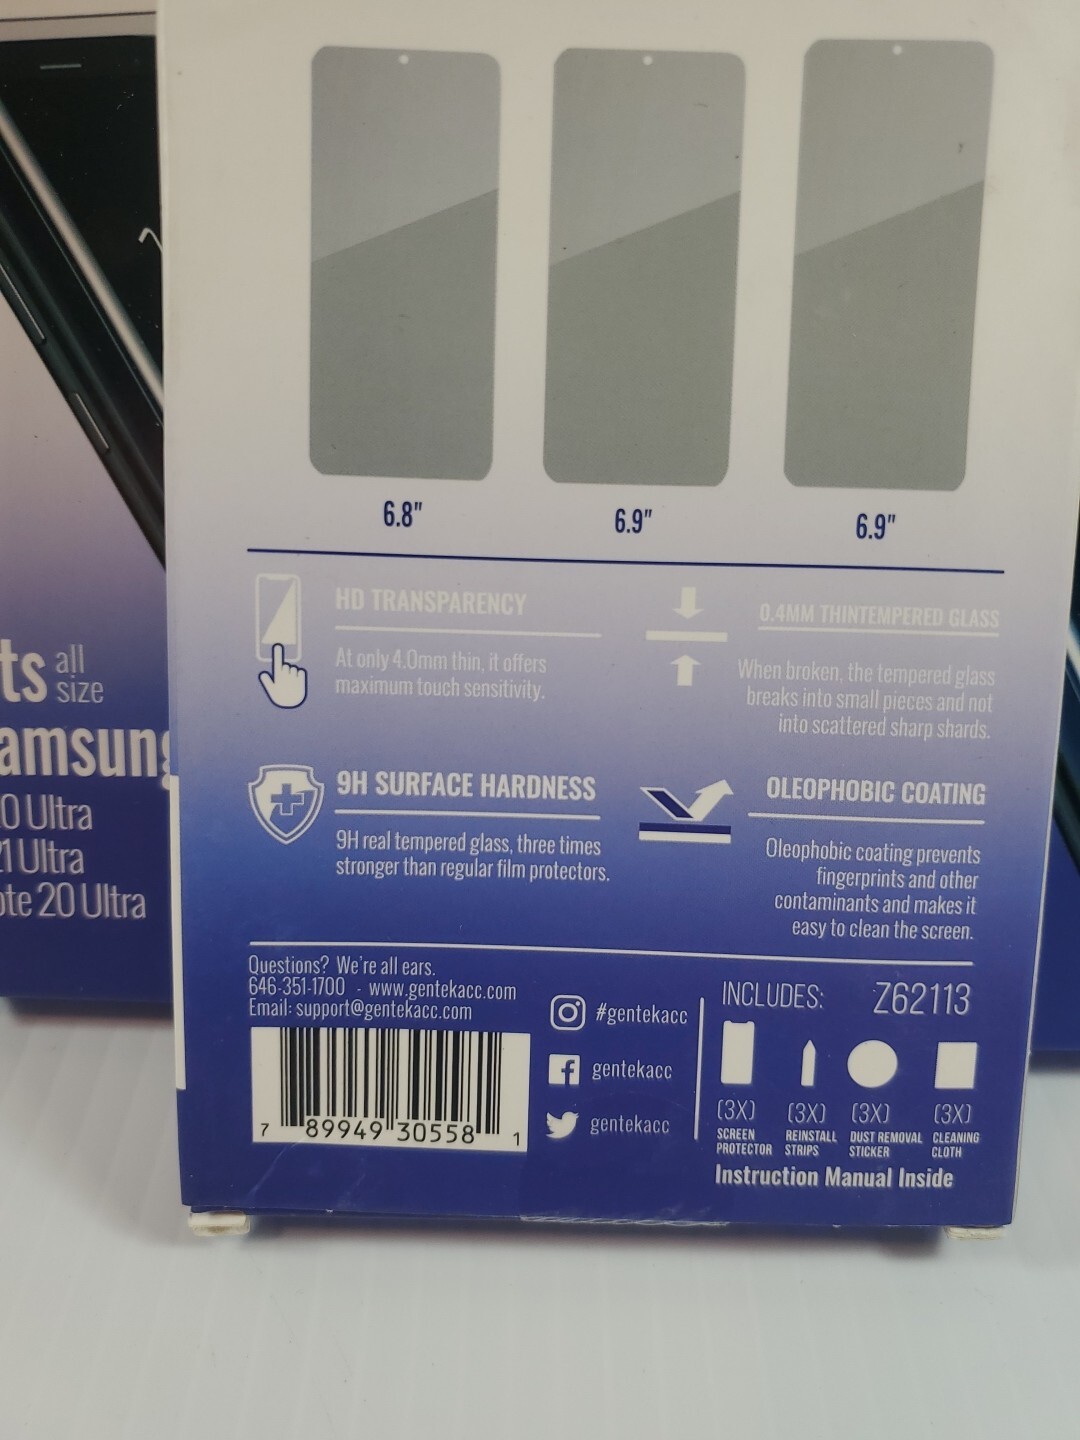 6.8"
6.9"
6.9"
HD TRANSPARENCY
At only 4.0mm thin, it offers
maximum touch sensitivity.
0.4MM THINTEMPERED GLASS
When broken, the tempered glass
breaks into small pieces and not
into scattered sharp shards.
9H SURFACE HARDNESS
9H real tempered glass, three times
stronger than regular film protectors.
OLEOPHOBIC COATING
Oleophobic coating prevents
fingerprints and other
contaminants and makes it
easy to clean the screen.
Questions? We're all ears.
646-351-1700 - www.gentekacc.com
Email: support@gentekacc.com
7 89949 30558 1
#gentekacc
gentekacc
gentekacc
INCLUDES: Z62113
(3X) (3X) (3X) (3X)
SCREEN PROTECTOR
REINSTALL STRIPS
DUST REMOVAL STICKER
CLEANING CLOTH
Instruction Manual Inside
ts all size
amsung
0 Ultra
21 Ultra
ote 20 Ultra